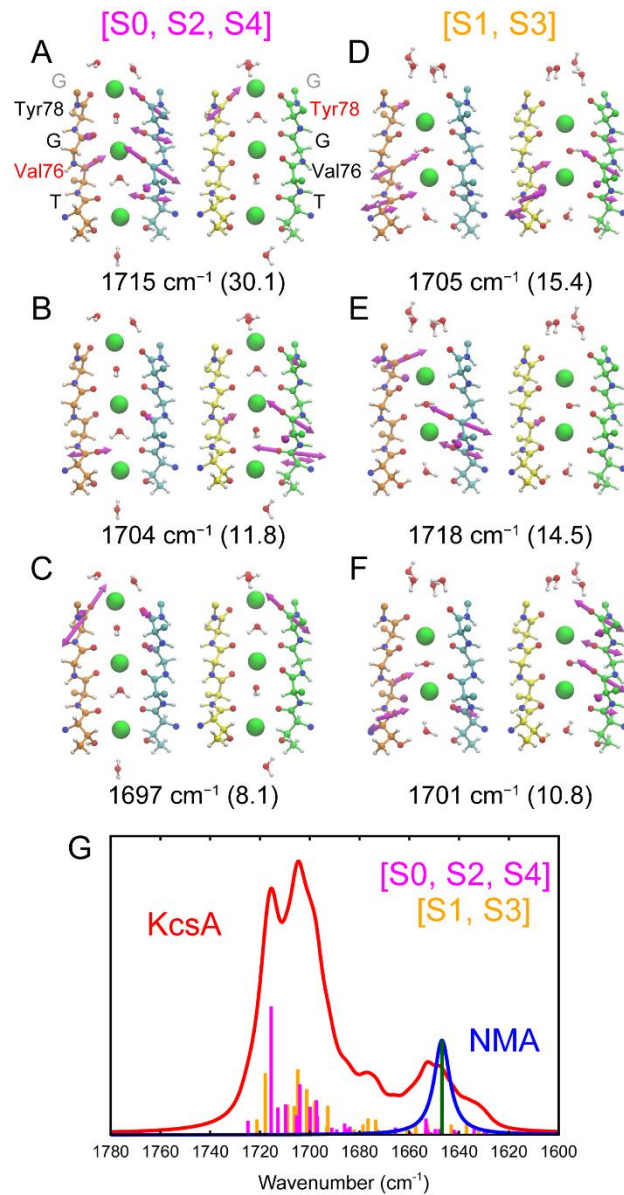 [S0, S2, S4] [S1, S3]
A D
G G
Tyr78 Tyr78
G G
Val76 Val76
T T
1715 cm⁻¹ (30.1) 1705 cm⁻¹ (15.4)
B E
1704 cm⁻¹ (11.8) 1718 cm⁻¹ (14.5)
C F
1697 cm⁻¹ (8.1) 1701 cm⁻¹ (10.8)
G
[S0, S2, S4]
[S1, S3]
KcsA
NMA
1780 1760 1740 1720 1700 1680 1660 1640 1620 1600
Wavenumber (cm⁻¹)